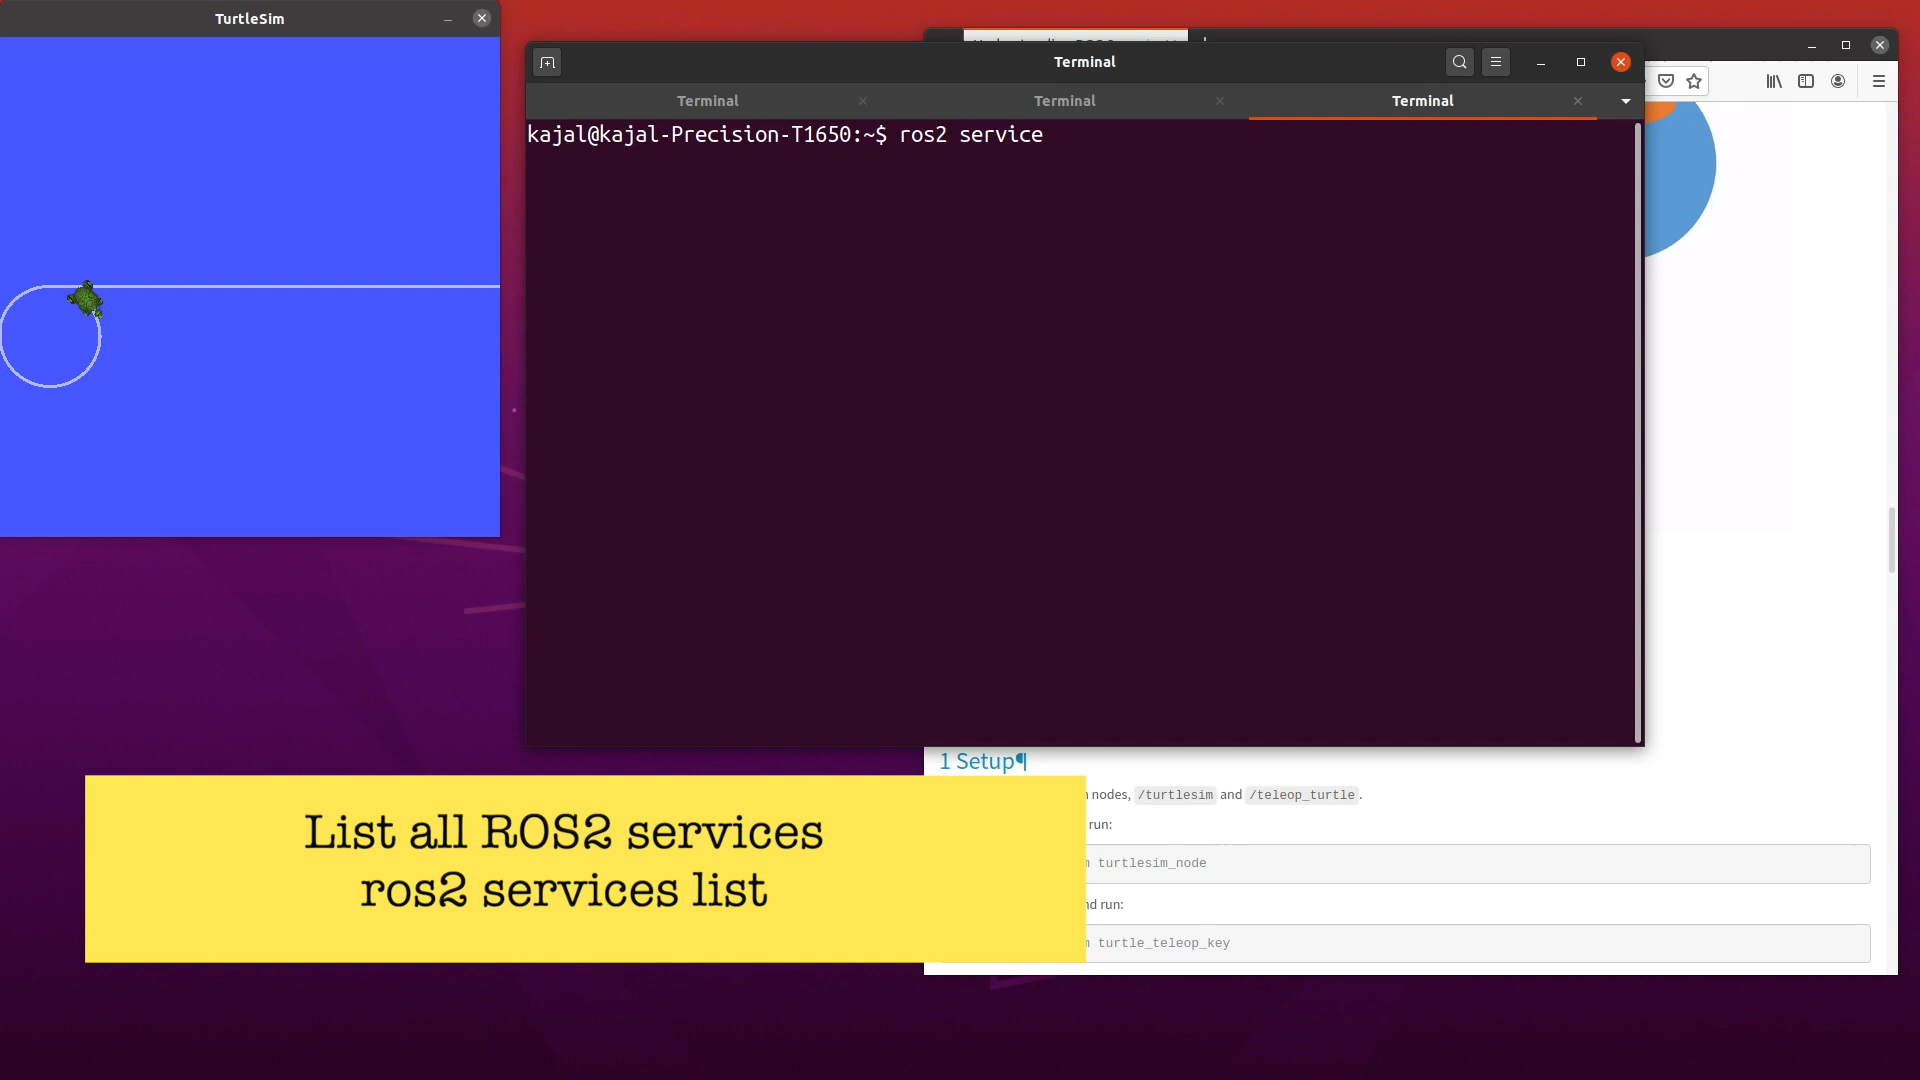 TurtleSim
Terminal
Terminal
Terminal
Terminal
kajal@kajal-Precision-T1650:~$ ros2 service
1 Setup¶
nodes, /turtlesim and /teleop_turtle.
run:
turtlesim_node
run:
turtle_teleop_key
List all ROS2 services
ros2 services list